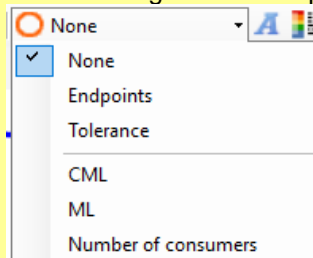 None
None
Endpoints
Tolerance
CML
ML
Number of consumers